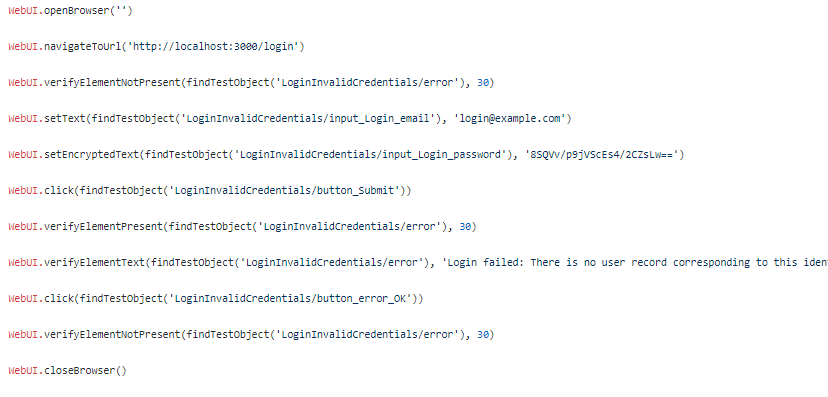 WebUI.openBrowser('')
WebUI.navigateToUrl('http://localhost:3000/login')
WebUI.verifyElementNotPresent(findTestObject('LoginInvalidCredentials/error'), 30)
WebUI.setText(findTestObject('LoginInvalidCredentials/input_Login_email'), 'login@example.com')
WebUI.setEncryptedText(findTestObject('LoginInvalidCredentials/input_Login_password'), '8SQVv/p9jVScEs4/2CZsLw==')
WebUI.click(findTestObject('LoginInvalidCredentials/button_Submit'))
WebUI.verifyElementPresent(findTestObject('LoginInvalidCredentials/error'), 30)
WebUI.verifyElementText(findTestObject('LoginInvalidCredentials/error'), 'Login failed: There is no user record corresponding to this iden
WebUI.click(findTestObject('LoginInvalidCredentials/button_error_OK'))
WebUI.verifyElementNotPresent(findTestObject('LoginInvalidCredentials/error'), 30)
WebUI.closeBrowser()